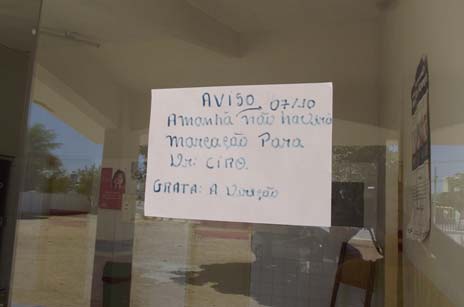 AVISO 07/10
Amanhã não haverá
marcação Para
Dr: CIRO.
GRATA: A Direção